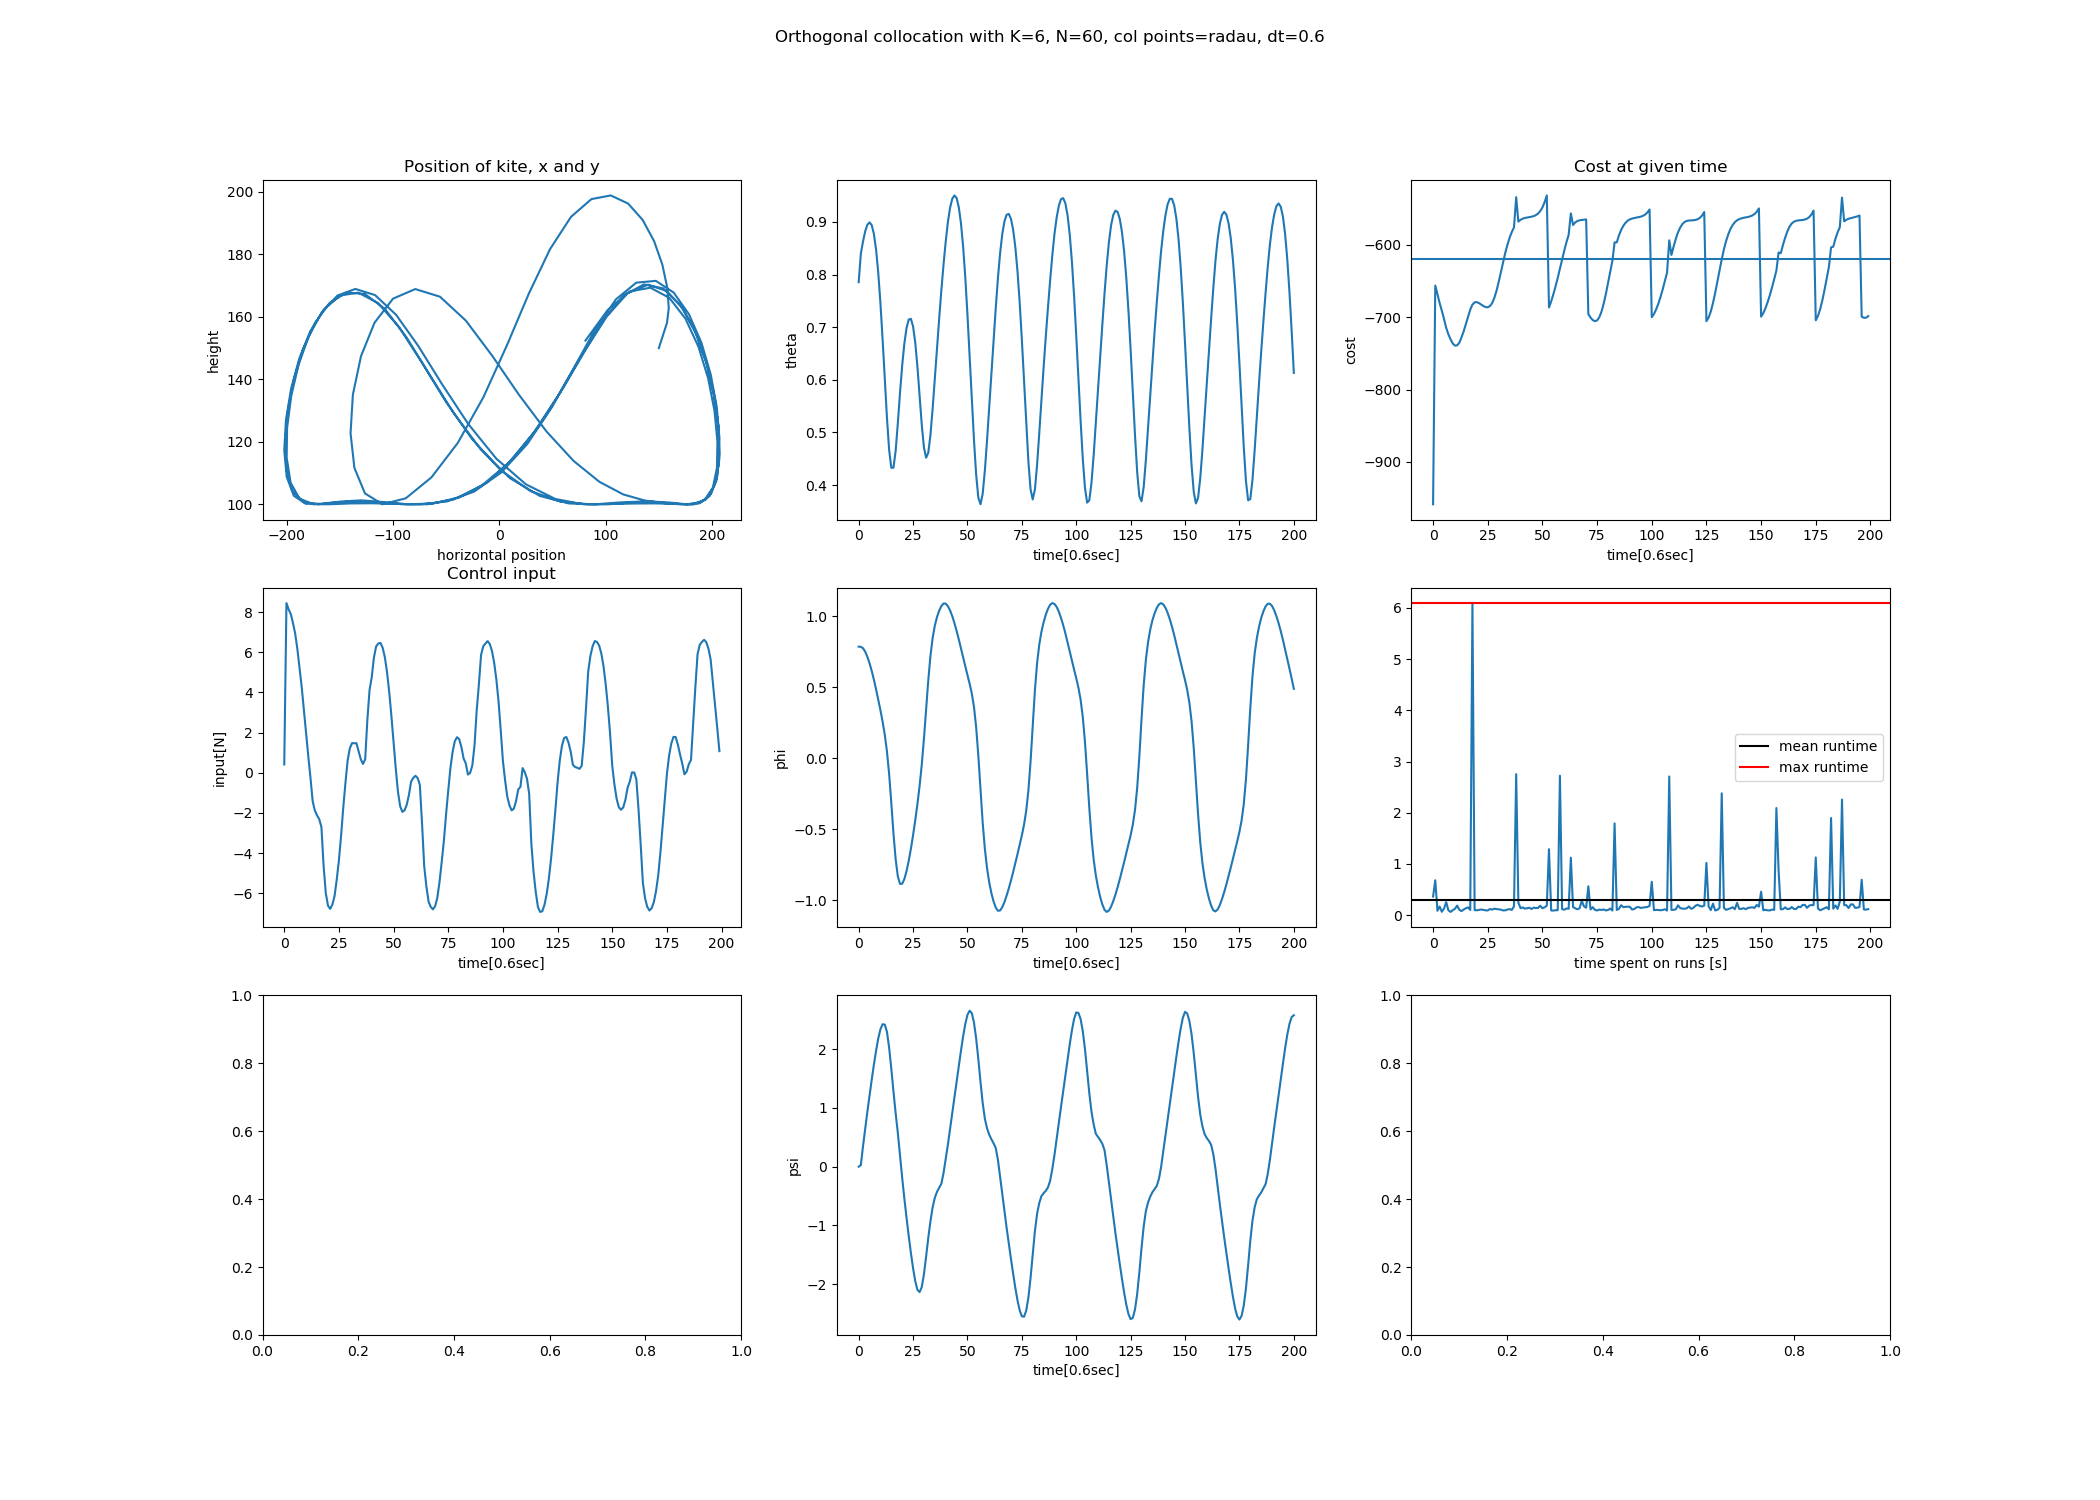 Orthogonal collocation with K=6, N=60, col points=radau, dt=0.6
Position of kite, x and y
height
200
180
160
140
120
100
−200 −100 0 100 200
horizontal position
theta
0.9
0.8
0.7
0.6
0.5
0.4
0 25 50 75 100 125 150 175 200
time[0.6sec]
Cost at given time
cost
−600
−700
−800
−900
0 25 50 75 100 125 150 175 200
time[0.6sec]
Control input
input[N]
8
6
4
2
0
−2
−4
−6
0 25 50 75 100 125 150 175 200
time[0.6sec]
phi
1.0
0.5
0.0
−0.5
−1.0
0 25 50 75 100 125 150 175 200
time[0.6sec]
6
5
4
3
2
1
0
mean runtime
max runtime
0 25 50 75 100 125 150 175 200
time spent on runs [s]
1.0
0.8
0.6
0.4
0.2
0.0
0.0 0.2 0.4 0.6 0.8 1.0
psi
2
1
0
−1
−2
0 25 50 75 100 125 150 175 200
time[0.6sec]
1.0
0.8
0.6
0.4
0.2
0.0
0.0 0.2 0.4 0.6 0.8 1.0